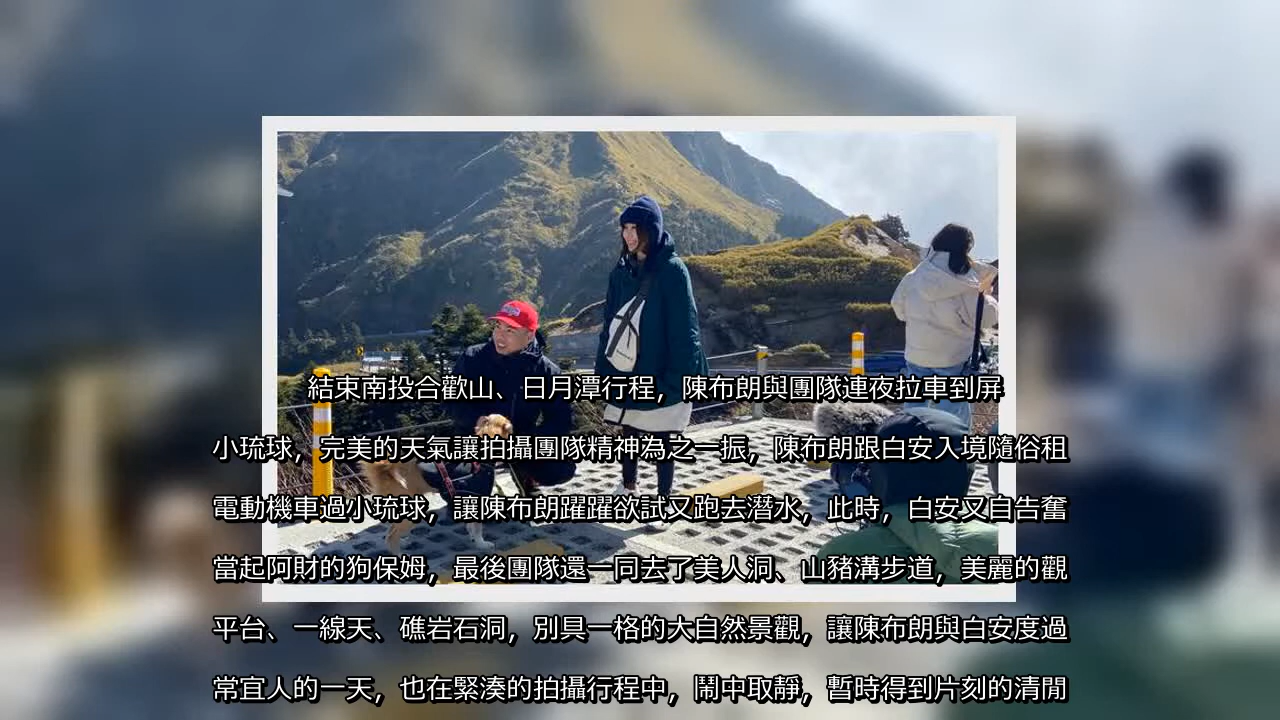 結束南投合歡山、日月潭行程，陳布朗與團隊連夜拉車到屏
小琉球，完美的天氣讓拍攝團隊精神為之一振，陳布朗跟白安入境隨俗租
電動機車過小琉球，讓陳布朗躍躍欲試又跑去潛水，此時，白安又自告奮
當起阿財的狗保姆，最後團隊還一同去了美人洞、山豬溝步道，美麗的觀
平台、一線天、礁岩石洞，別具一格的大自然景觀，讓陳布朗與白安度過
常宜人的一天，也在緊湊的拍攝行程中，鬧中取靜，暫時得到片刻的清閒